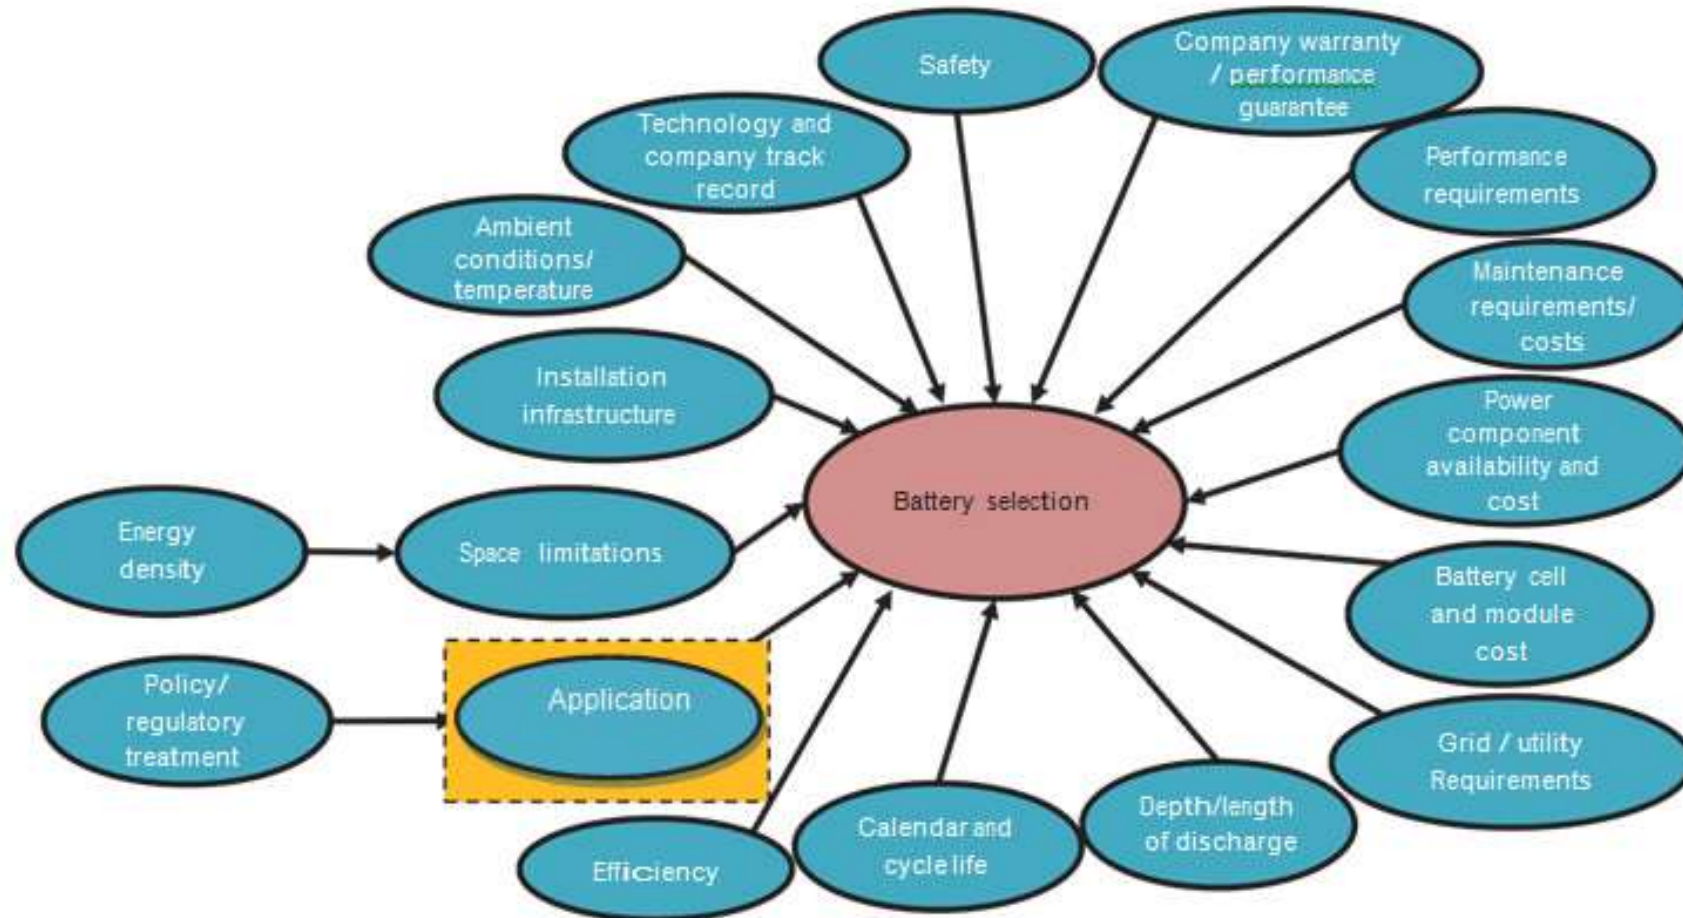 Safety
Company warranty
/ performance
guarantee
Technology and
company track
record
Performance
requirements
Ambient
conditions/
temperature
Maintenance
requirements/
costs
Installation
infrastructure
Power
component
availability and
cost
Battery selection
Energy
density
Space limitations
Battery cell
and module
cost
Policy/
regulatory
treatment
Application
Grid / utility
Requirements
Depth/length
of discharge
Calendar and
cycle life
Efficiency